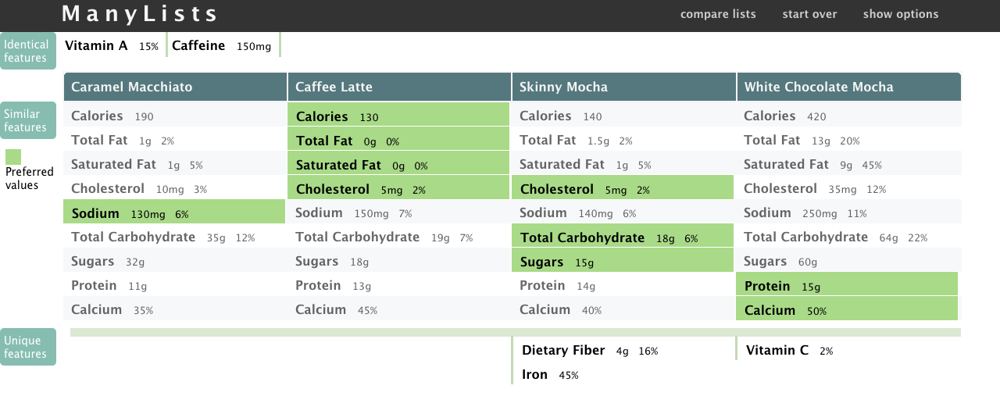 ManyLists
compare lists start over show options
Identical features
Vitamin A 15% Caffeine 150mg
Caramel Macchiato Caffee Latte Skinny Mocha White Chocolate Mocha
Similar features
Calories 190 Calories 130 Calories 140 Calories 420
Total Fat 1g 2% Total Fat 0g 0% Total Fat 1.5g 2% Total Fat 13g 20%
Preferred values
Saturated Fat 1g 5% Saturated Fat 0g 0% Saturated Fat 1g 5% Saturated Fat 9g 45%
Cholesterol 10mg 3% Cholesterol 5mg 2% Cholesterol 5mg 2% Cholesterol 35mg 12%
Sodium 130mg 6% Sodium 150mg 7% Sodium 140mg 6% Sodium 250mg 11%
Total Carbohydrate 35g 12% Total Carbohydrate 19g 7% Total Carbohydrate 18g 6% Total Carbohydrate 64g 22%
Sugars 32g Sugars 18g Sugars 15g Sugars 60g
Protein 11g Protein 13g Protein 14g Protein 15g
Calcium 35% Calcium 45% Calcium 40% Calcium 50%
Unique features
Dietary Fiber 4g 16% Vitamin C 2%
Iron 45%